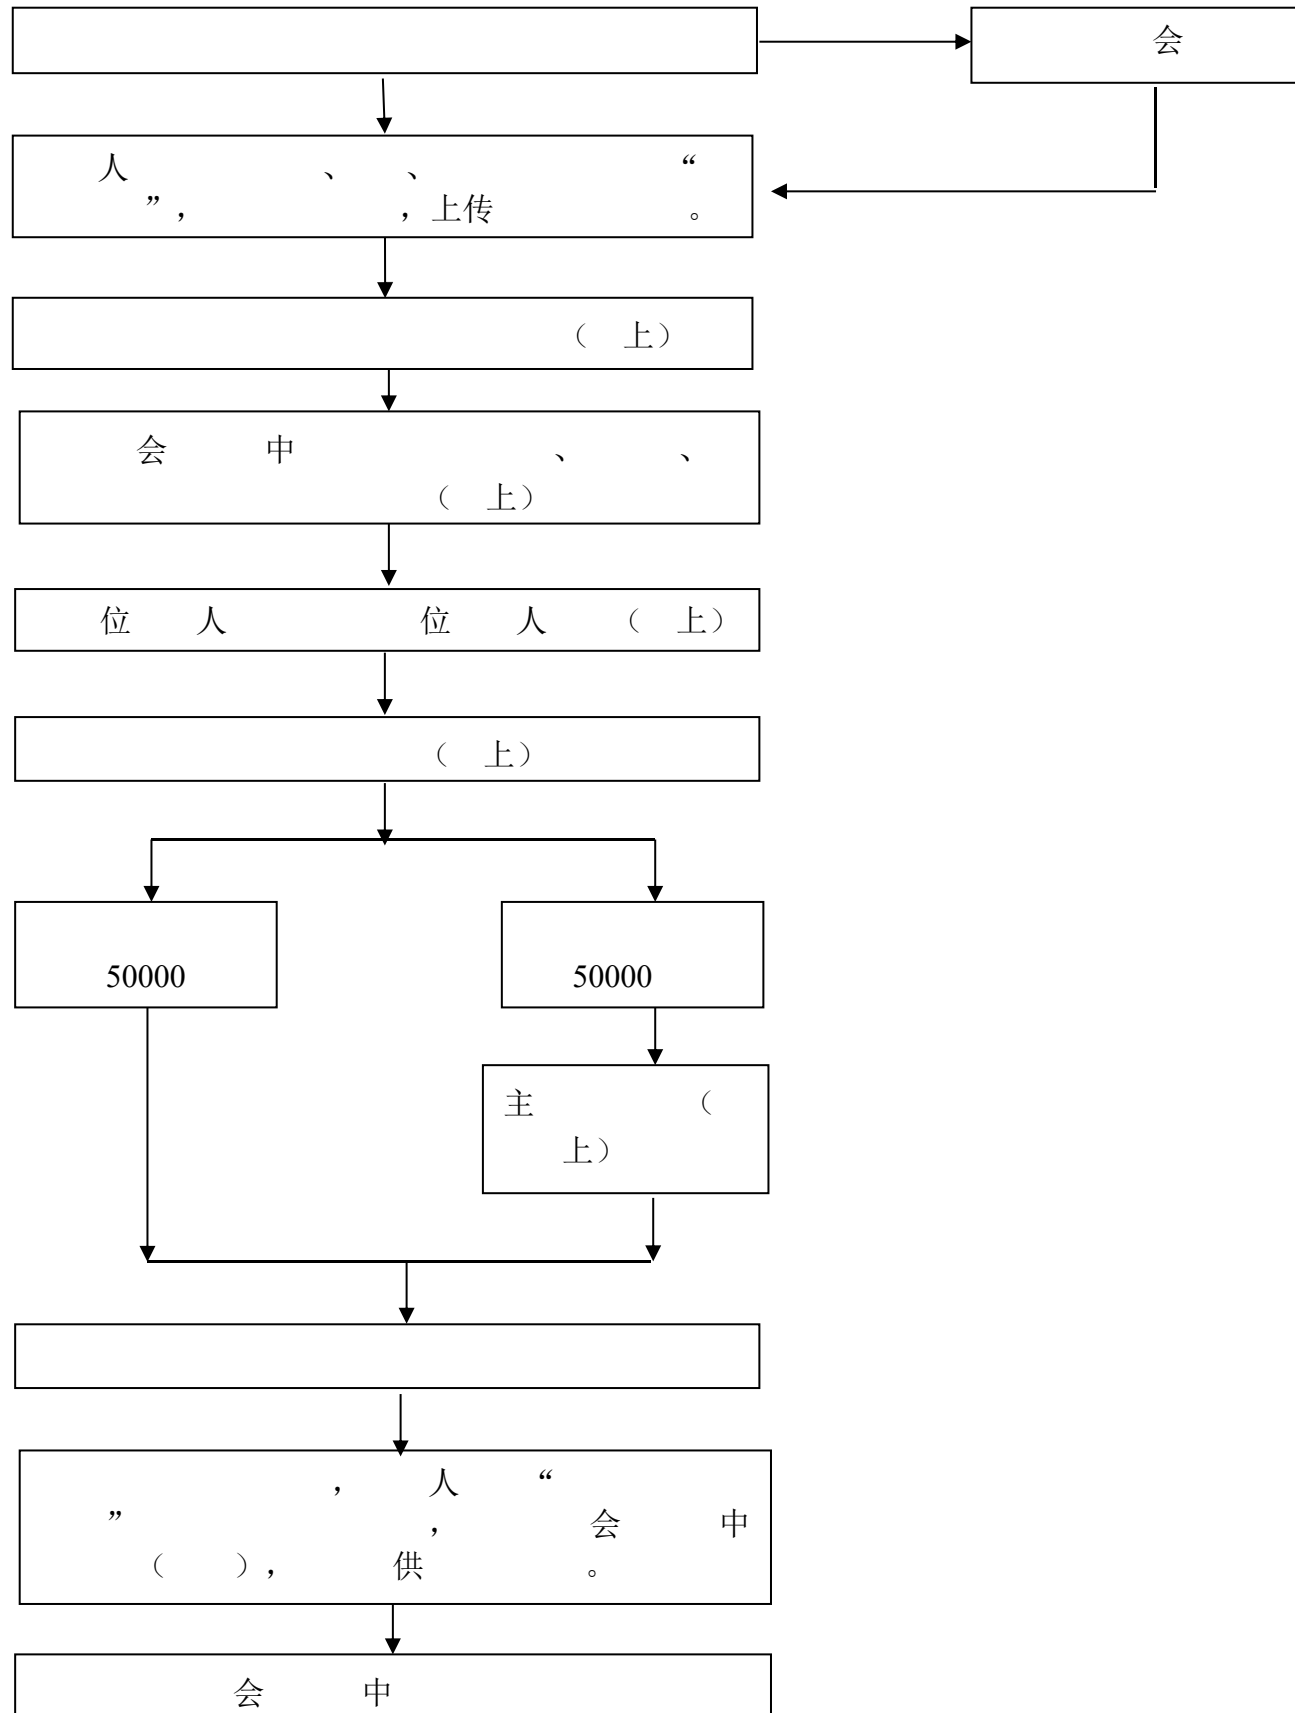 会
人 、 、 “
”， ，上传 。
（ 上）
会 中 、 、
（ 上）
位 人 位 人 （ 上）
（ 上）
50000 50000
主 （
上）
， 人 “
” ， 会 中
（ ）， 供 。
会 中